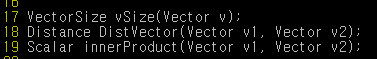 17 VectorSize vSize(Vector v);
18 Distance DistVector(Vector v1, Vector v2);
19 Scalar innerProduct(Vector v1, Vector v2);